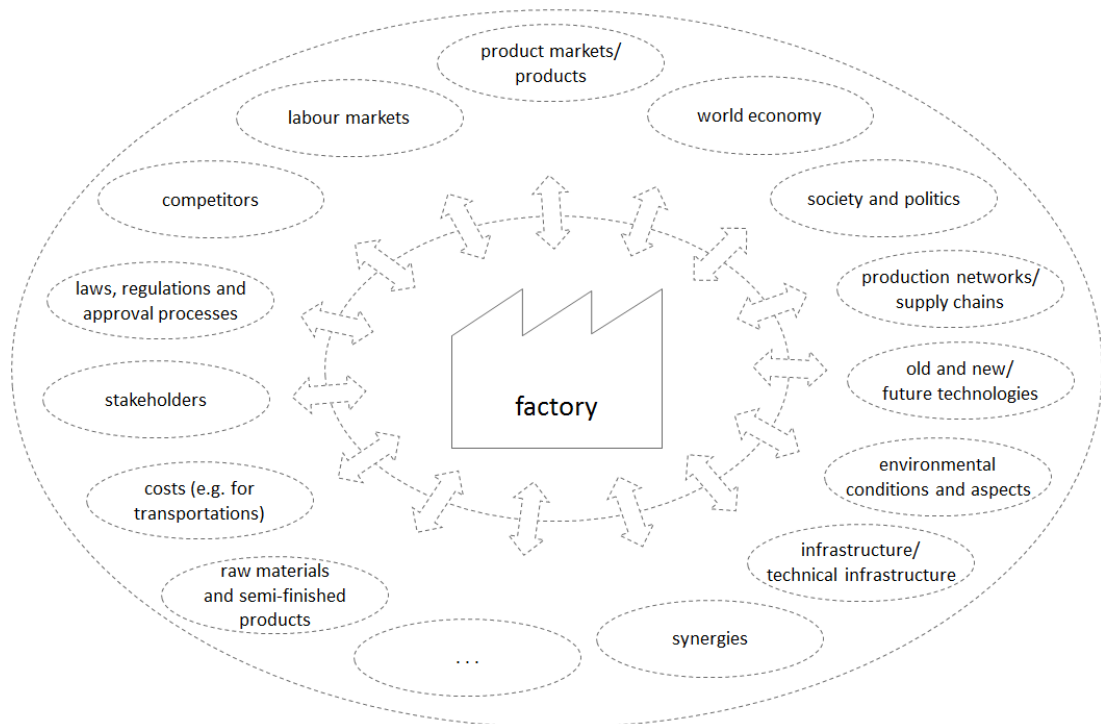 product markets/
products
labour markets
world economy
competitors
society and politics
laws, regulations and
approval processes
production networks/
supply chains
stakeholders
old and new/
future technologies
factory
costs (e.g. for
transportations)
environmental
conditions and aspects
raw materials
and semi-finished
products
infrastructure/
technical infrastructure
. . .
synergies